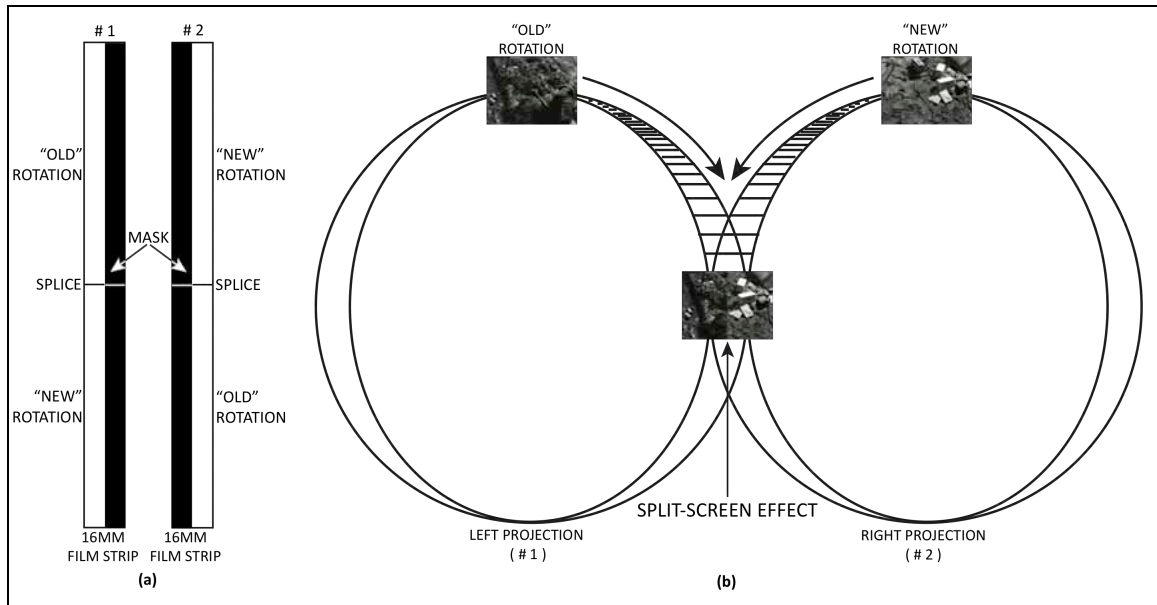 # 1
# 2
“OLD”
ROTATION
“NEW”
ROTATION
MASK
SPLICE
SPLICE
“NEW”
ROTATION
“OLD”
ROTATION
16MM
FILM STRIP
16MM
FILM STRIP
(a)
“OLD”
ROTATION
“NEW”
ROTATION
SPLIT-SCREEN EFFECT
LEFT PROJECTION
( # 1 )
RIGHT PROJECTION
( # 2 )
(b)